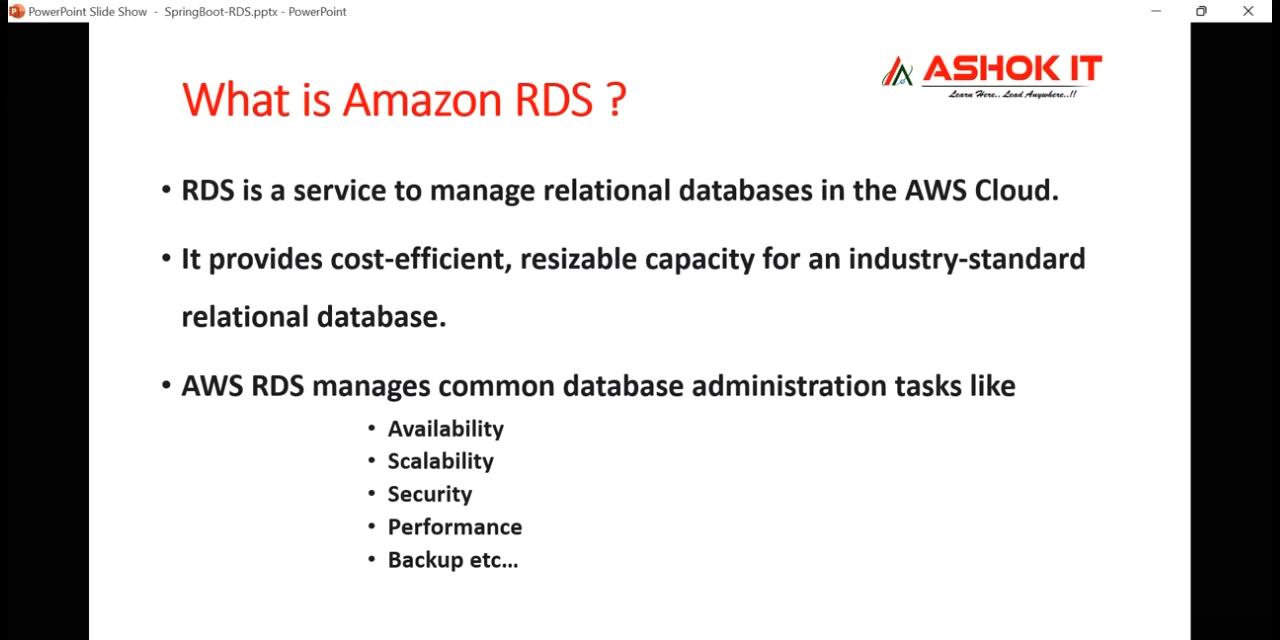 PowerPoint Slide Show - SpringBoot-RDS.pptx - PowerPoint
ASHOK IT
Learn Here.. Lead Anywhere..!!
What is Amazon RDS ?
• RDS is a service to manage relational databases in the AWS Cloud.
• It provides cost-efficient, resizable capacity for an industry-standard
relational database.
• AWS RDS manages common database administration tasks like
• Availability
• Scalability
• Security
• Performance
• Backup etc...